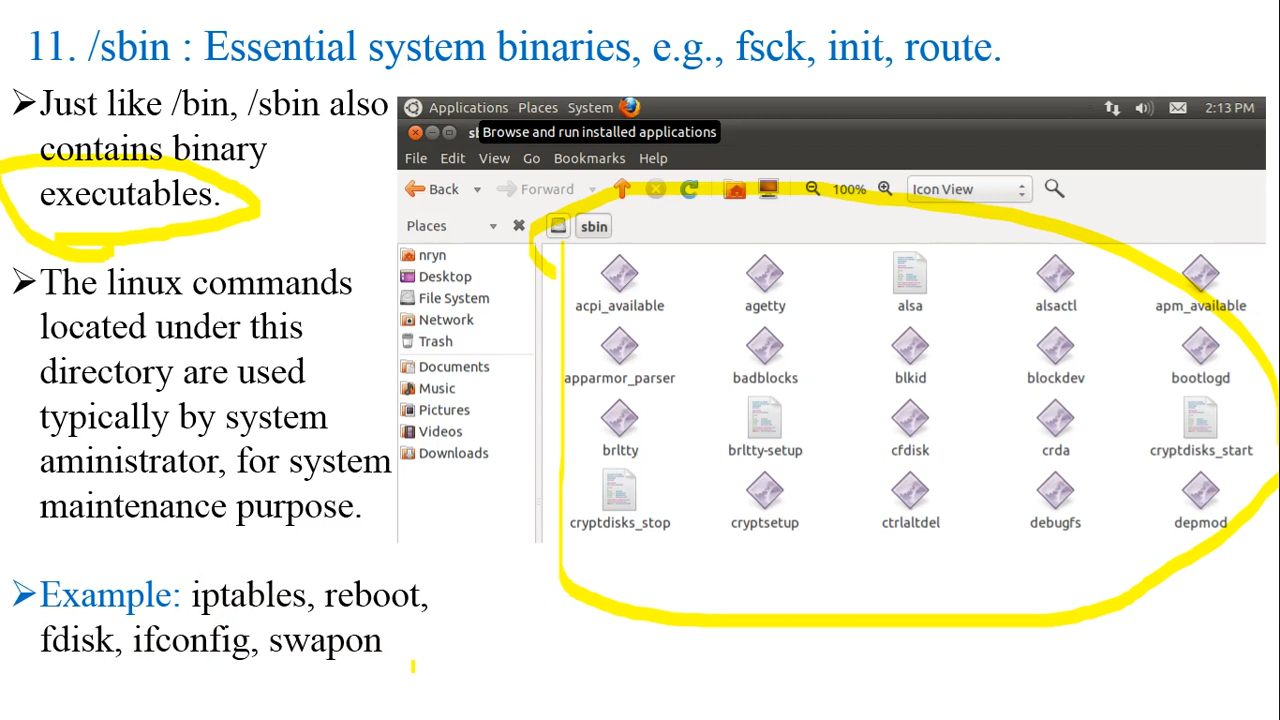 11. /sbin : Essential system binaries, e.g., fsck, init, route.
➢Just like /bin, /sbin also
contains binary
executables.
➢The linux commands
located under this
directory are used
typically by system
aministrator, for system
maintenance purpose.
➢Example: iptables, reboot,
fdisk, ifconfig, swapon
Applications Places System 2:13 PM
Browse and run installed applications
File Edit View Go Bookmarks Help
Back Forward 100% Icon View
Places sbin
nryn
Desktop
File System
Network
Trash
Documents
Music
Pictures
Videos
Downloads
acpi_available agetty alsa alsactl apm_available
apparmor_parser badblocks blkid blockdev bootlogd
brltty brltty-setup cfdisk crda cryptdisks_start
cryptdisks_stop cryptsetup ctrlaltdel debugfs depmod